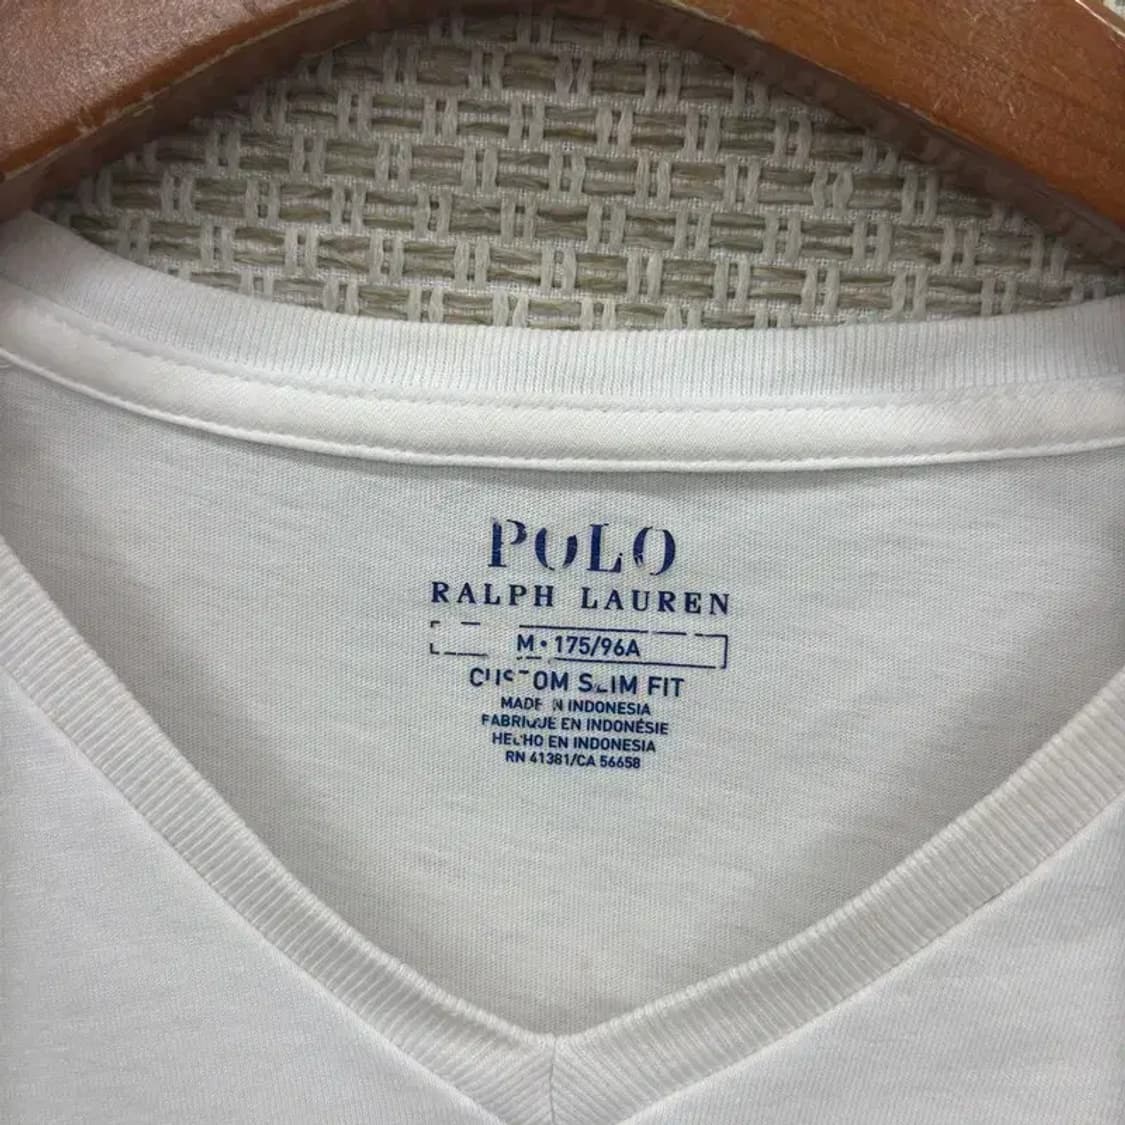 POLO
RALPH LAUREN
M • 175/96A
CUSTOM SLIM FIT
MADE IN INDONESIA
FABRIQUE EN INDONÉSIE
HECHO EN INDONESIA
RN 41381/CA 56658